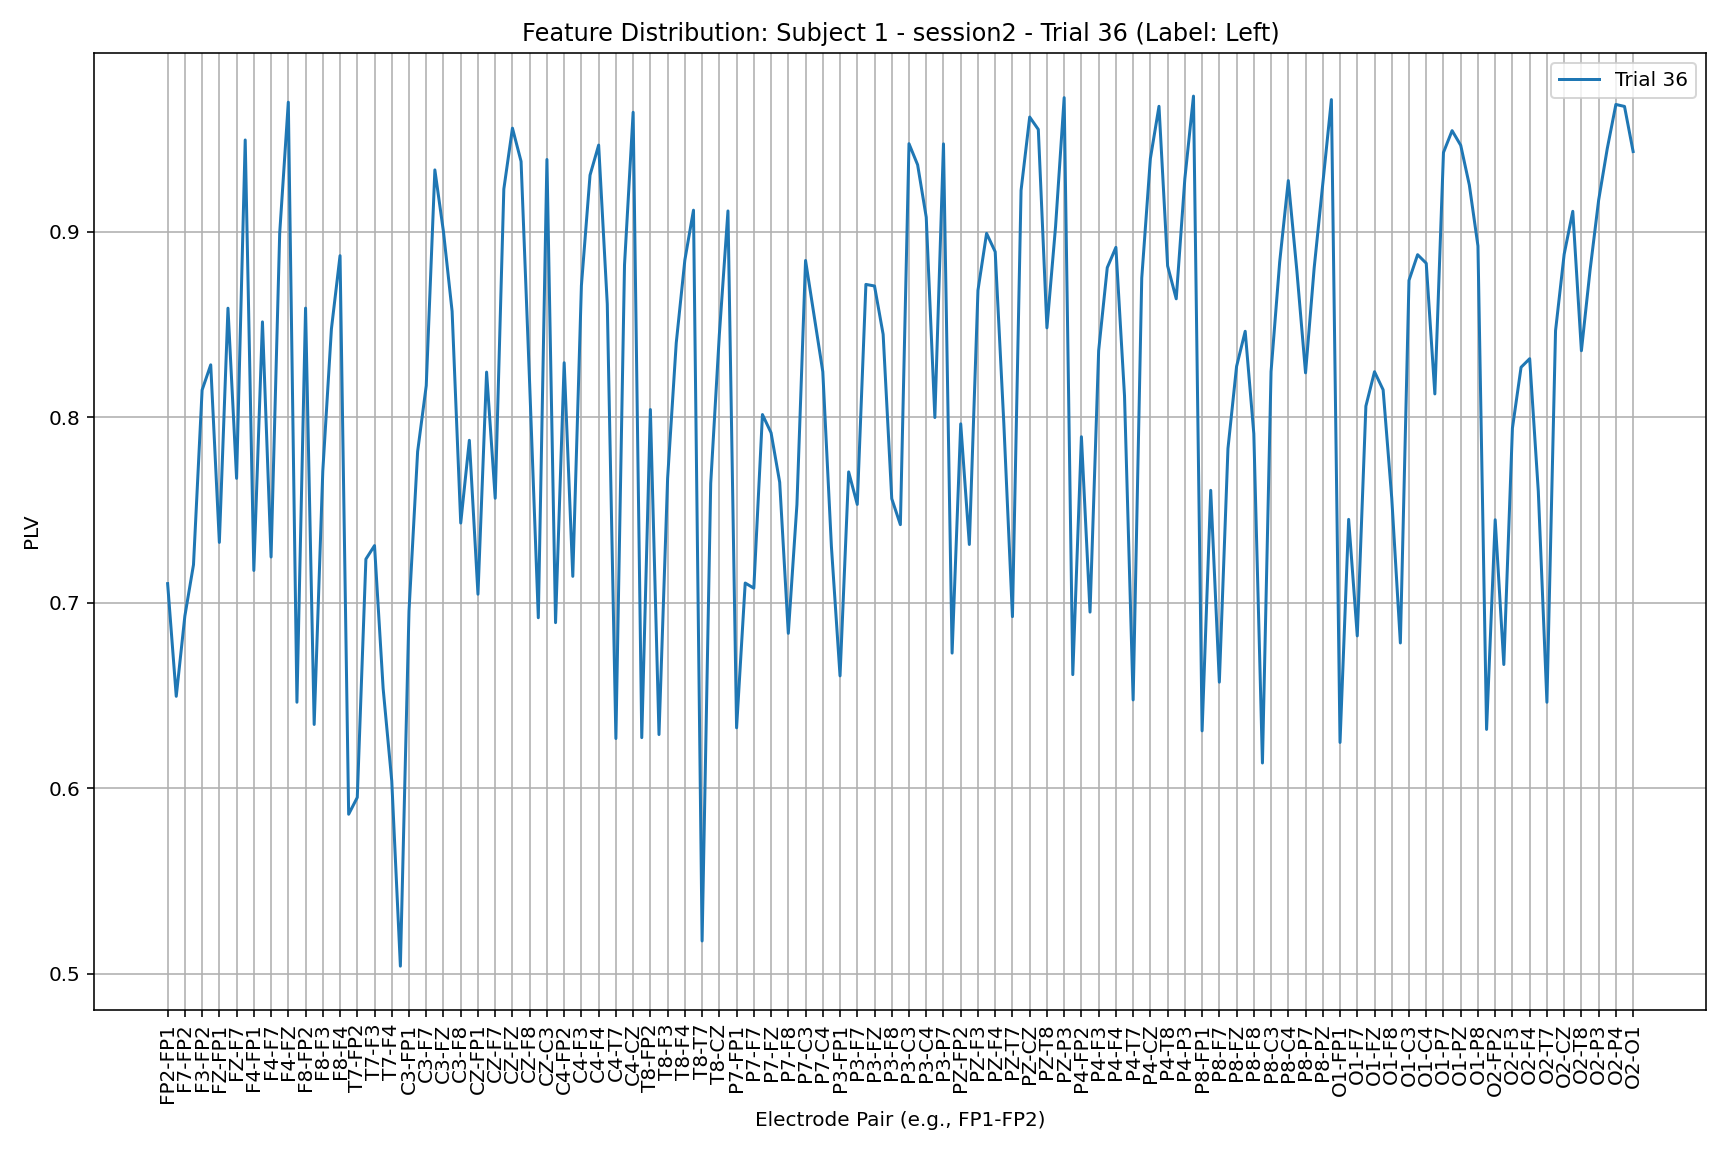 Feature Distribution: Subject 1 - session2 - Trial 36 (Label: Left)
Trial 36
PLV
0.9
0.8
0.7
0.6
0.5
FP2-FP1
F7-FP2
F3-FP2
FZ-FP1
FZ-F7
F4-FP1
F4-F7
F4-FZ
F8-FP2
F8-F3
F8-F4
T7-FP2
T7-F3
T7-F4
C3-FP1
C3-F7
C3-FZ
C3-F8
CZ-FP1
CZ-F7
CZ-FZ
CZ-F8
CZ-C3
C4-FP2
C4-F3
C4-F4
C4-T7
C4-CZ
T8-FP2
T8-F3
T8-F4
T8-T7
T8-CZ
P7-FP1
P7-F7
P7-FZ
P7-F8
P7-C3
P7-C4
P3-FP1
P3-F7
P3-FZ
P3-F8
P3-C3
P3-C4
P3-P7
PZ-FP2
PZ-F3
PZ-F4
PZ-T7
PZ-CZ
PZ-T8
PZ-P3
P4-FP2
P4-F3
P4-F4
P4-T7
P4-CZ
P4-T8
P4-P3
P8-FP1
P8-F7
P8-FZ
P8-F8
P8-C3
P8-C4
P8-P7
P8-PZ
O1-FP1
O1-F7
O1-FZ
O1-F8
O1-C3
O1-C4
O1-P7
O1-PZ
O1-P8
O2-FP2
O2-F3
O2-F4
O2-T7
O2-CZ
O2-T8
O2-P3
O2-P4
O2-O1
Electrode Pair (e.g., FP1-FP2)